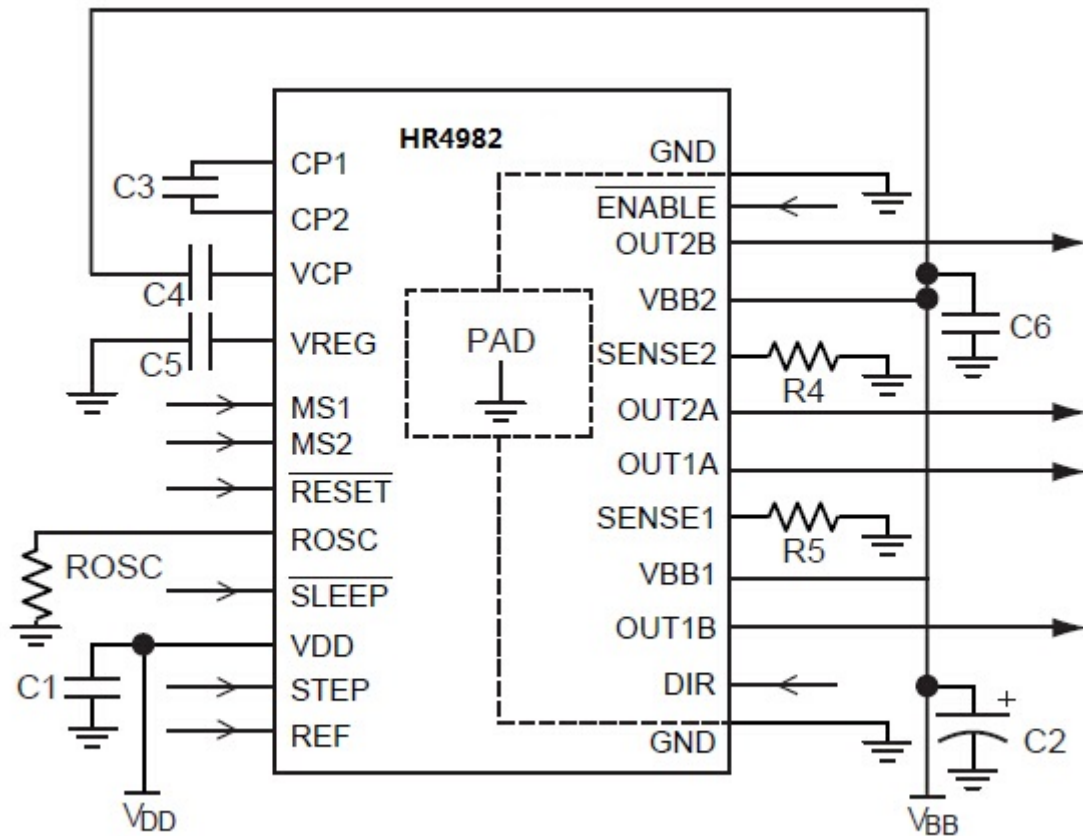 HR4982
CP1
C3
CP2
C4
VCP
C5
VREG
MS1
MS2
RESET
ROSC
ROSC
SLEEP
VDD
C1
STEP
REF
VDD
PAD
GND
ENABLE
OUT2B
VBB2
C6
SENSE2
R4
OUT2A
OUT1A
SENSE1
R5
VBB1
OUT1B
DIR
+
C2
GND
VBB